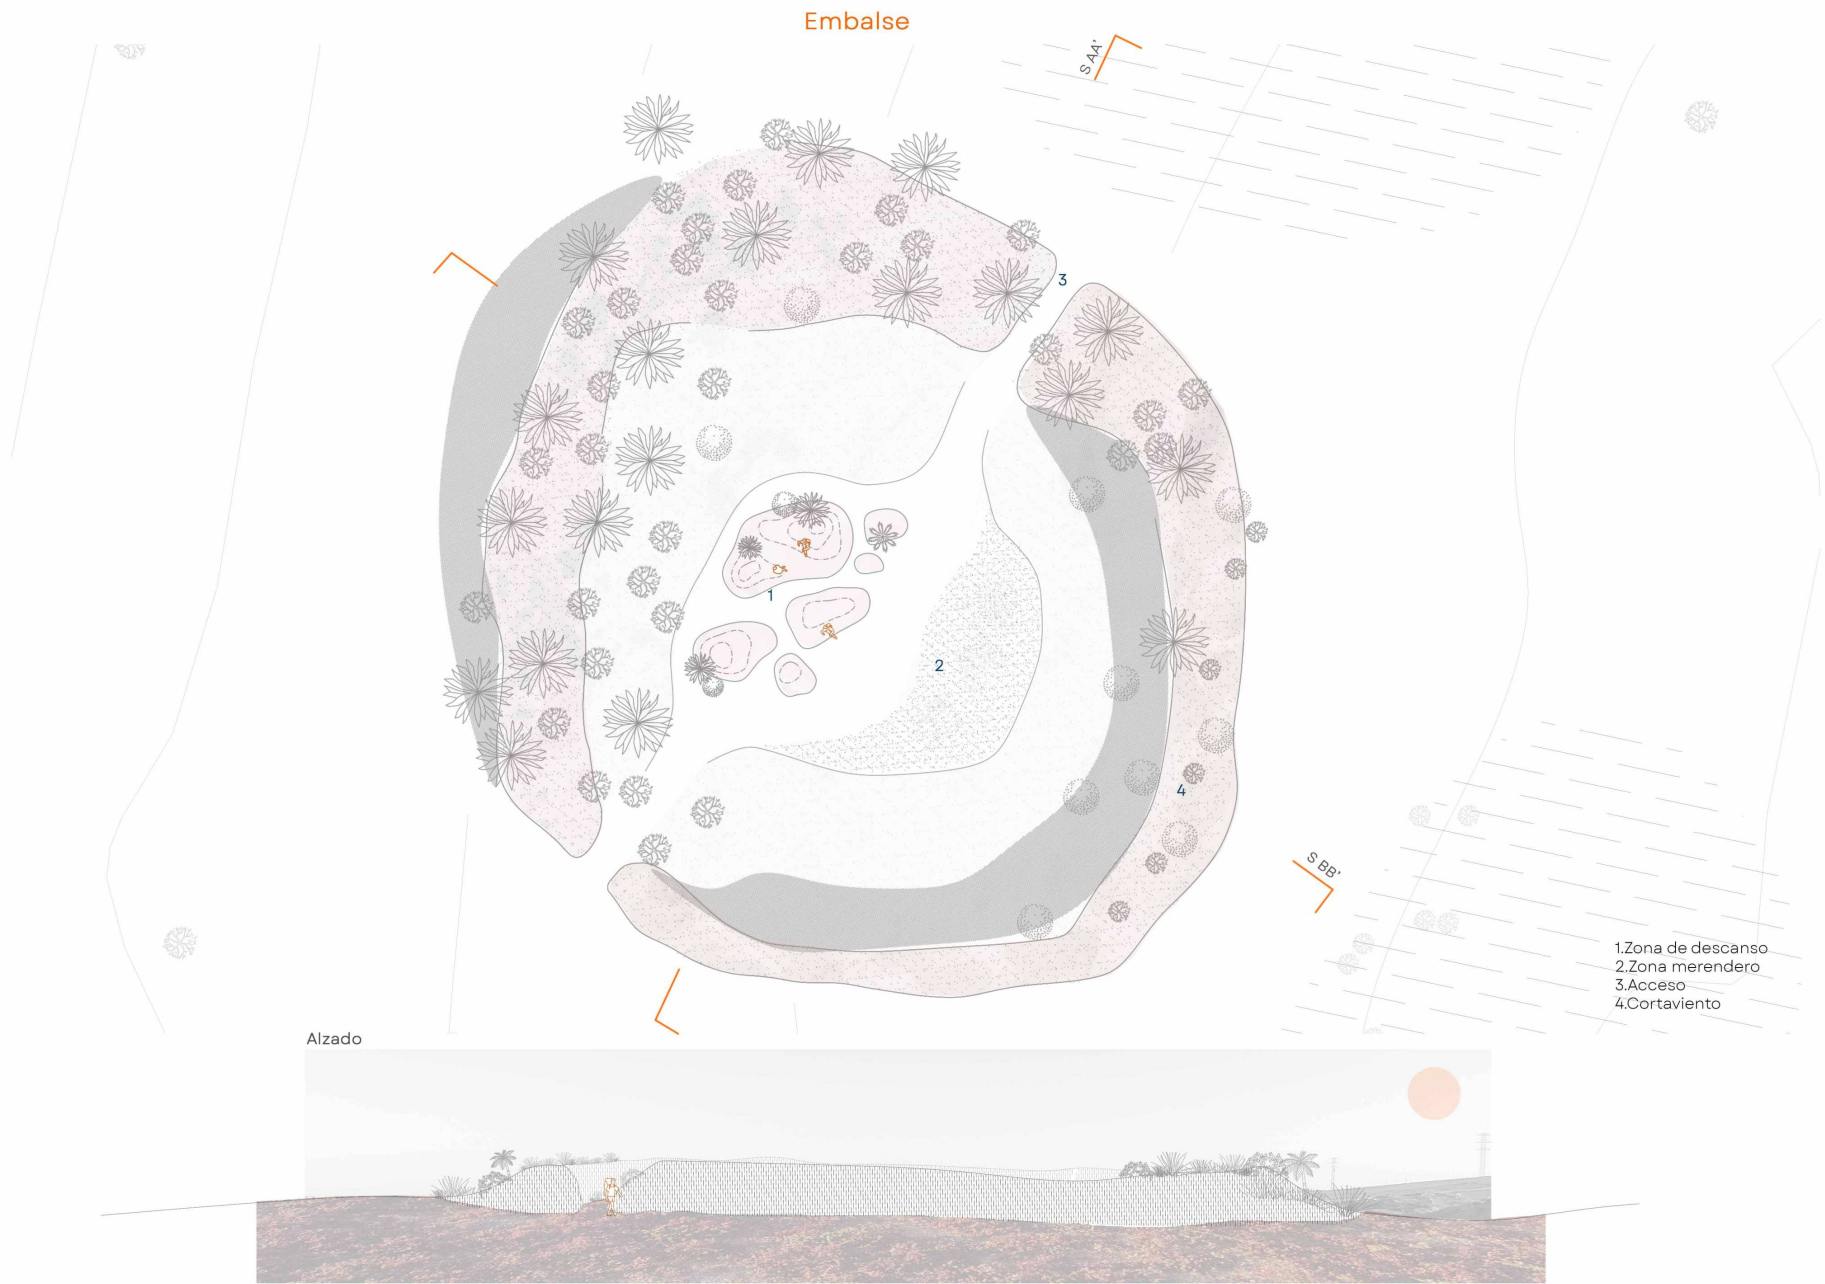 Embalse
S AA'
3
1
2
4
S BB'
1.Zona de descanso
2.Zona merendero
3.Acceso
4.Cortaviento
Alzado